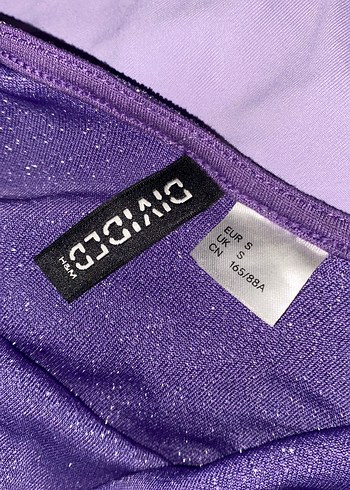 DIVIDED
H&M
EUR S
UK S
CN 165/88A